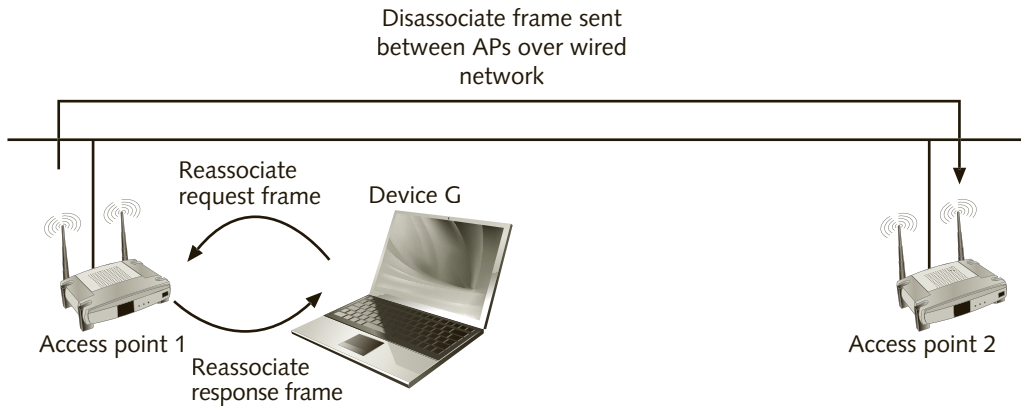 Disassociate frame sent
between APs over wired
network
Reassociate
request frame
Device G
Access point 1
Access point 2
Reassociate
response frame